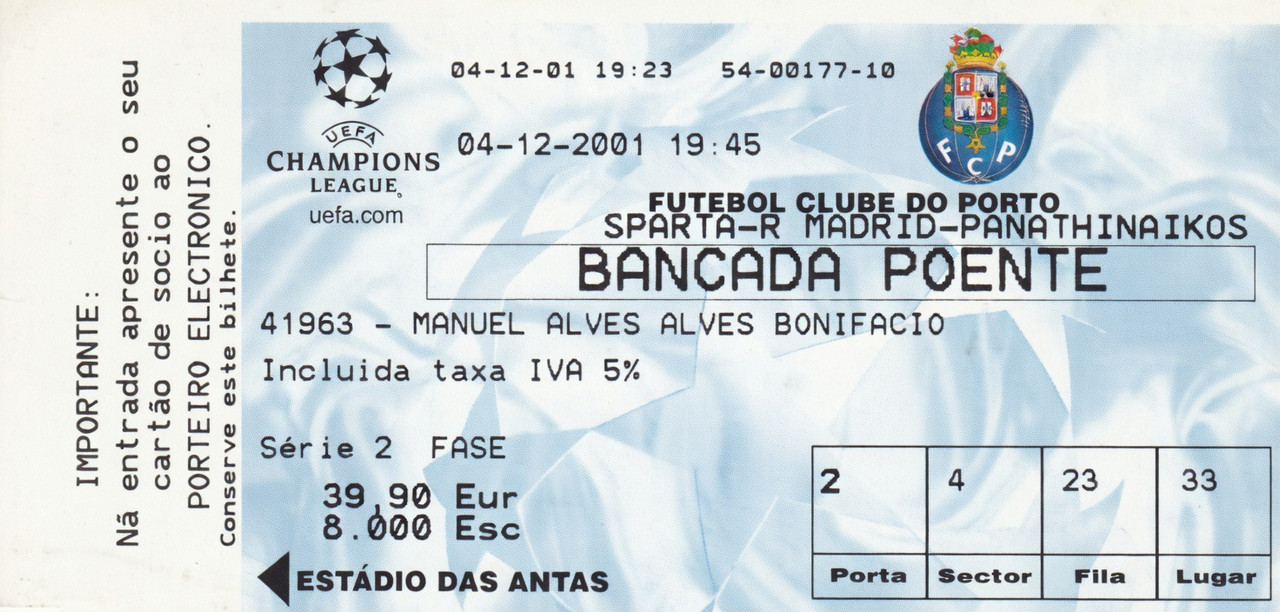 IMPORTANTE:
Ná entrada apresente o seu
cartão de socio ao
PORTEIRO ELECTRONICO.
Conserve este bilhete.
UEFA
CHAMPIONS
LEAGUE
uefa.com
04-12-01 19:23 54-00177-10
04-12-2001 19:45
FCP
FUTEBOL CLUBE DO PORTO
SPARTA-R MADRID-PANATHINAIKOS
BANCADA POENTE
41963 - MANUEL ALVES ALVES BONIFACIO
Incluida taxa IVA 5%
Série 2 FASE
39,90 Eur
8.000 Esc
ESTÁDIO DAS ANTAS
2 4 23 33
Porta Sector Fila Lugar